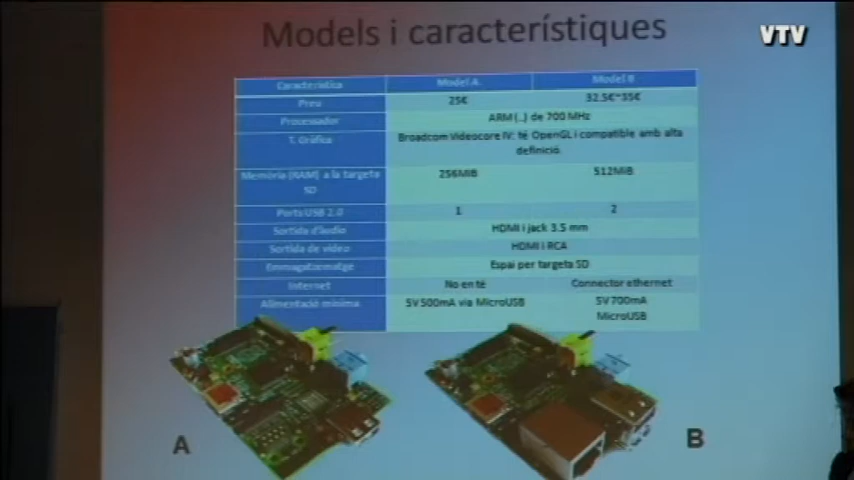 VTV
Models i característiques
Característica Model A Model B
Preu 25€ 32.5€~35€
Processador ARM (..) de 700 MHz
T. Gràfica Broadcom Videocore IV: té OpenGL i compatible amb alta
definició.
Memòria (RAM) a la targeta 256MiB 512MiB
SD
Ports USB 2.0 1 2
Sortida d'àudio HDMI i jack 3.5 mm
Sortida de vídeo HDMI i RCA
Emmagatzematge Espai per targeta SD
Internet No en té Connector ethernet
Alimentació mínima 5V 500mA via MicroUSB 5V 700mA
MicroUSB
A
B